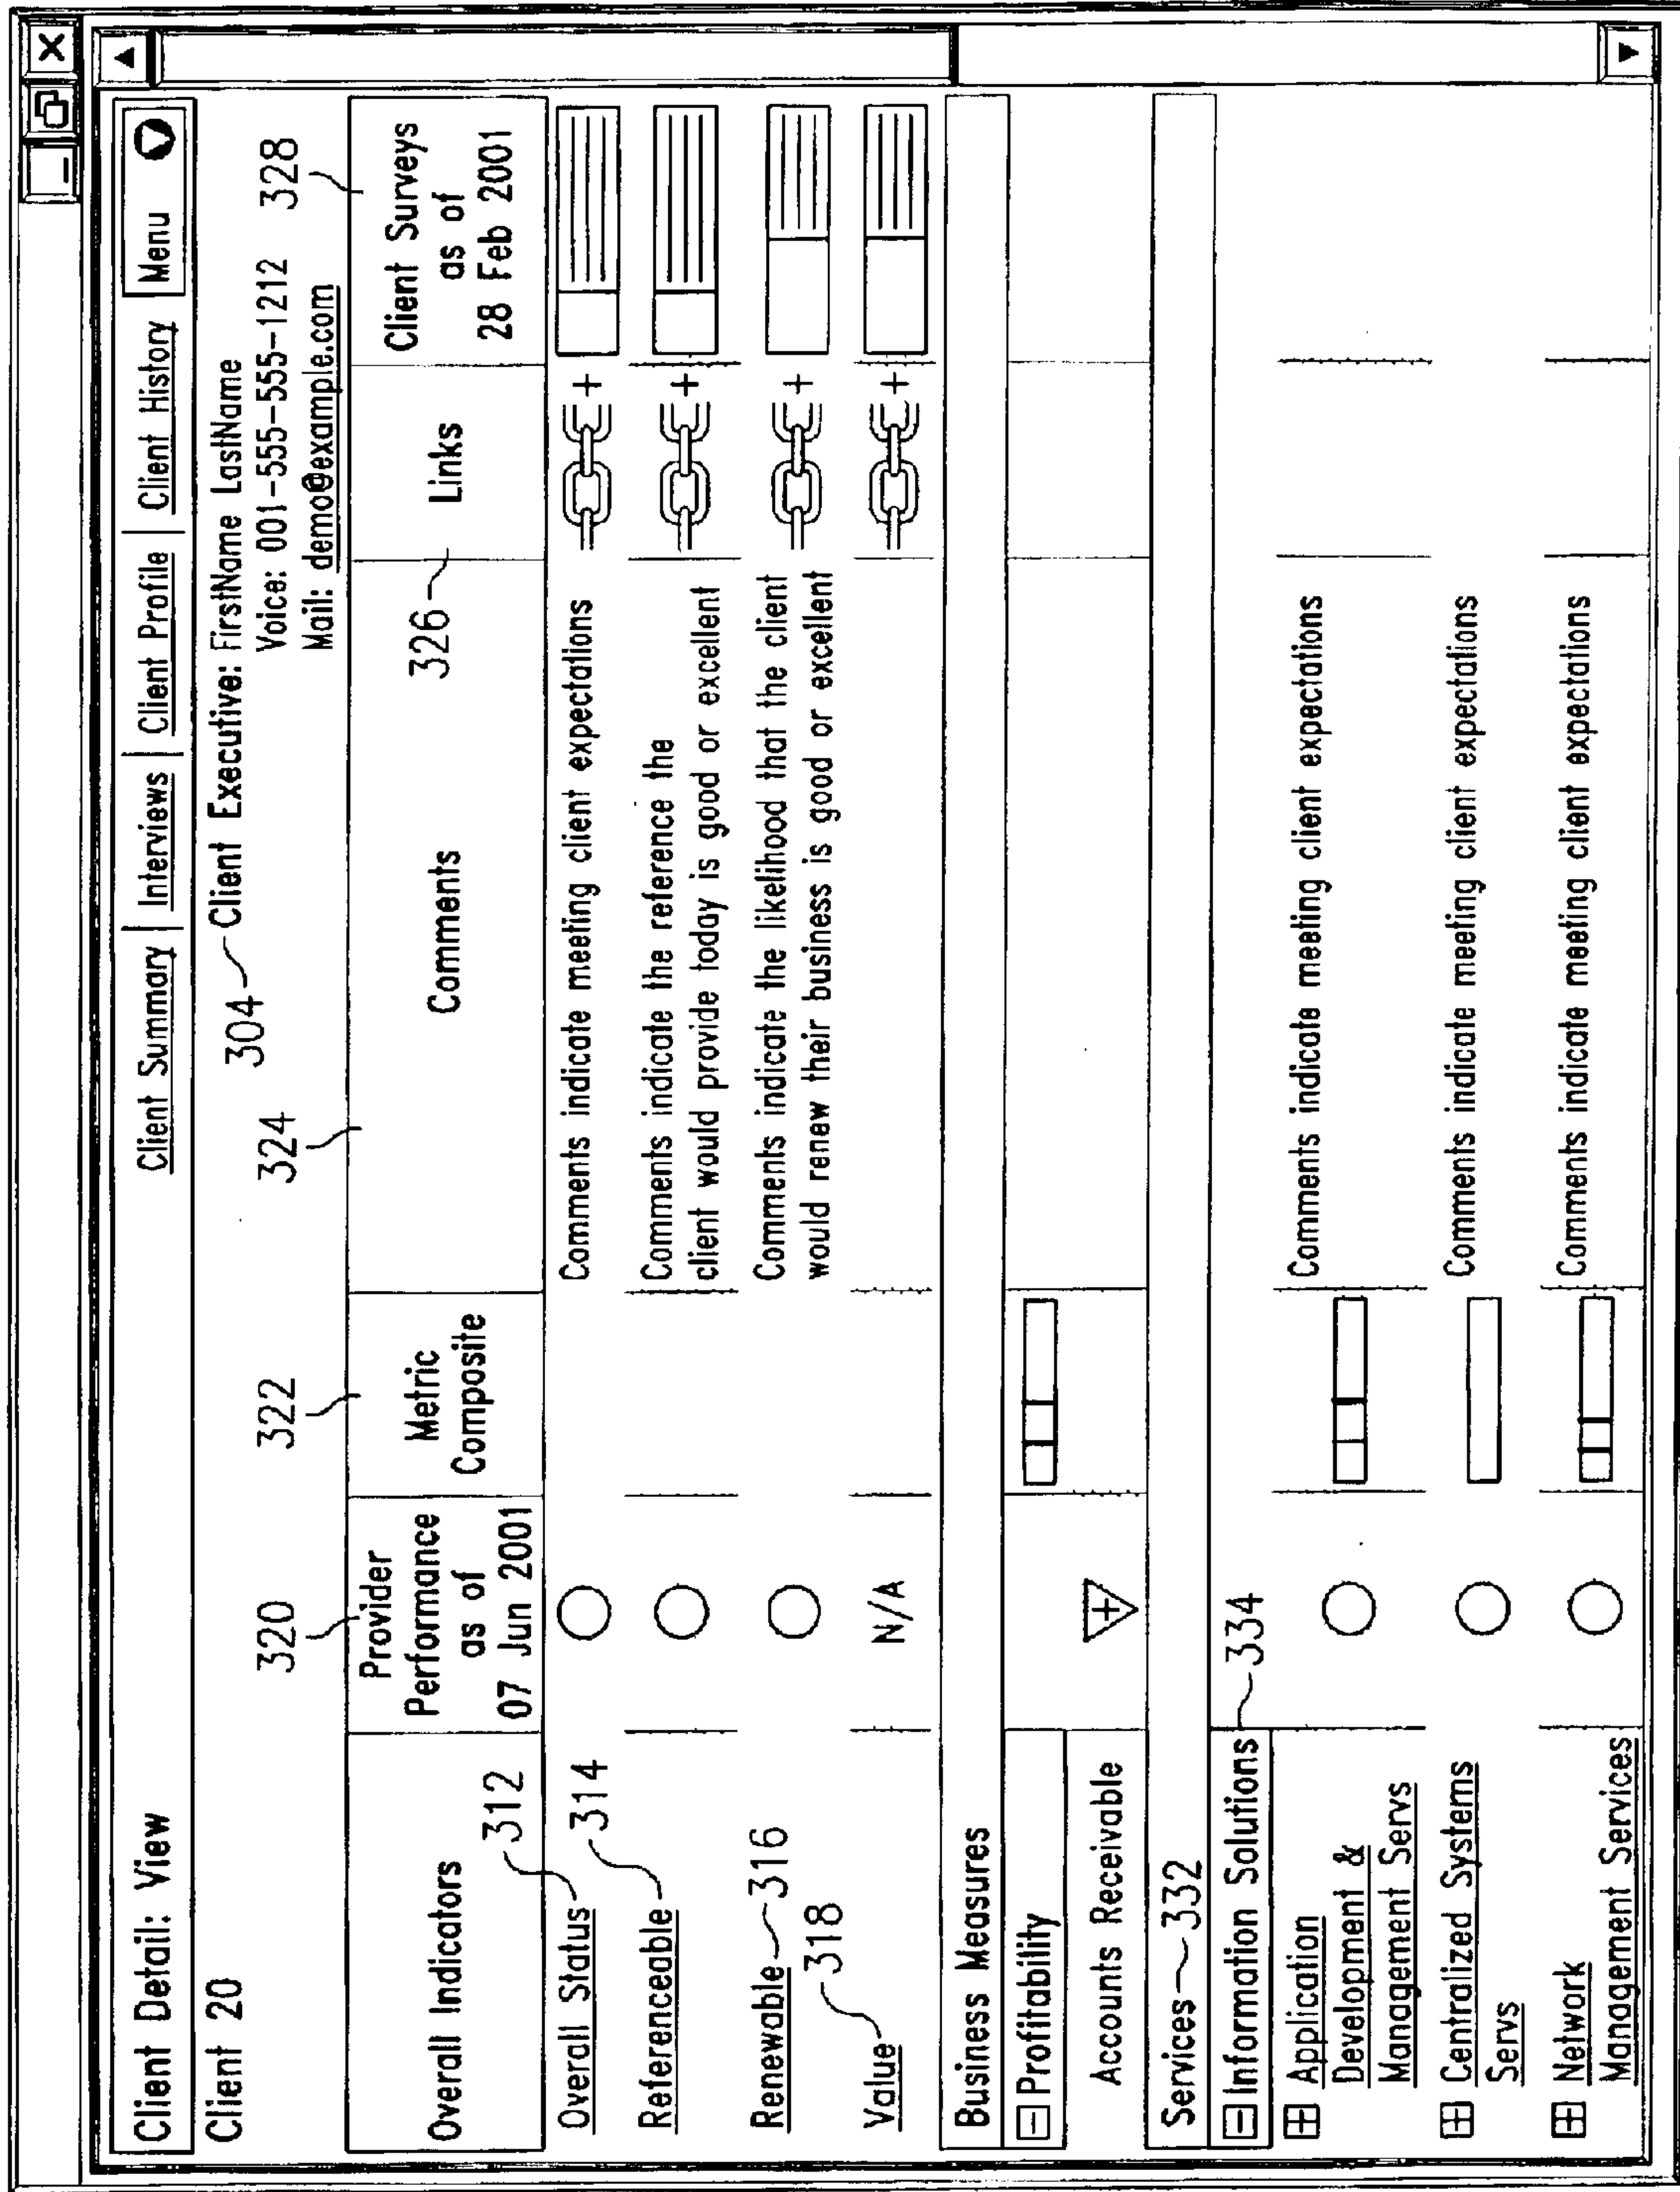 Client Detail: View
Client Summary | Interviews | Client Profile | Client History
Menu
Client 20
304
Client Executive: FirstName LastName
Voice: 001-555-555-1212
Mail: demo@example.com
320
322
324
326
328
Overall Indicators
Provider
Performance
as of
07 Jun 2001
Metric
Composite
Comments
Links
Client Surveys
as of
28 Feb 2001
312
Overall Status
Comments indicate meeting client expectations
+
314
Referenceable
Comments indicate the reference the
client would provide today is good or excellent
+
Renewable
316
Comments indicate the likelihood that the client
would renew their business is good or excellent
+
318
Value
N/A
+
Business Measures
Profitability
Accounts Receivable
+
Services
332
Information Solutions
334
Application
Development &
Management Servs
Comments indicate meeting client expectations
Centralized Systems
Servs
Comments indicate meeting client expectations
Network
Management Services
Comments indicate meeting client expectations